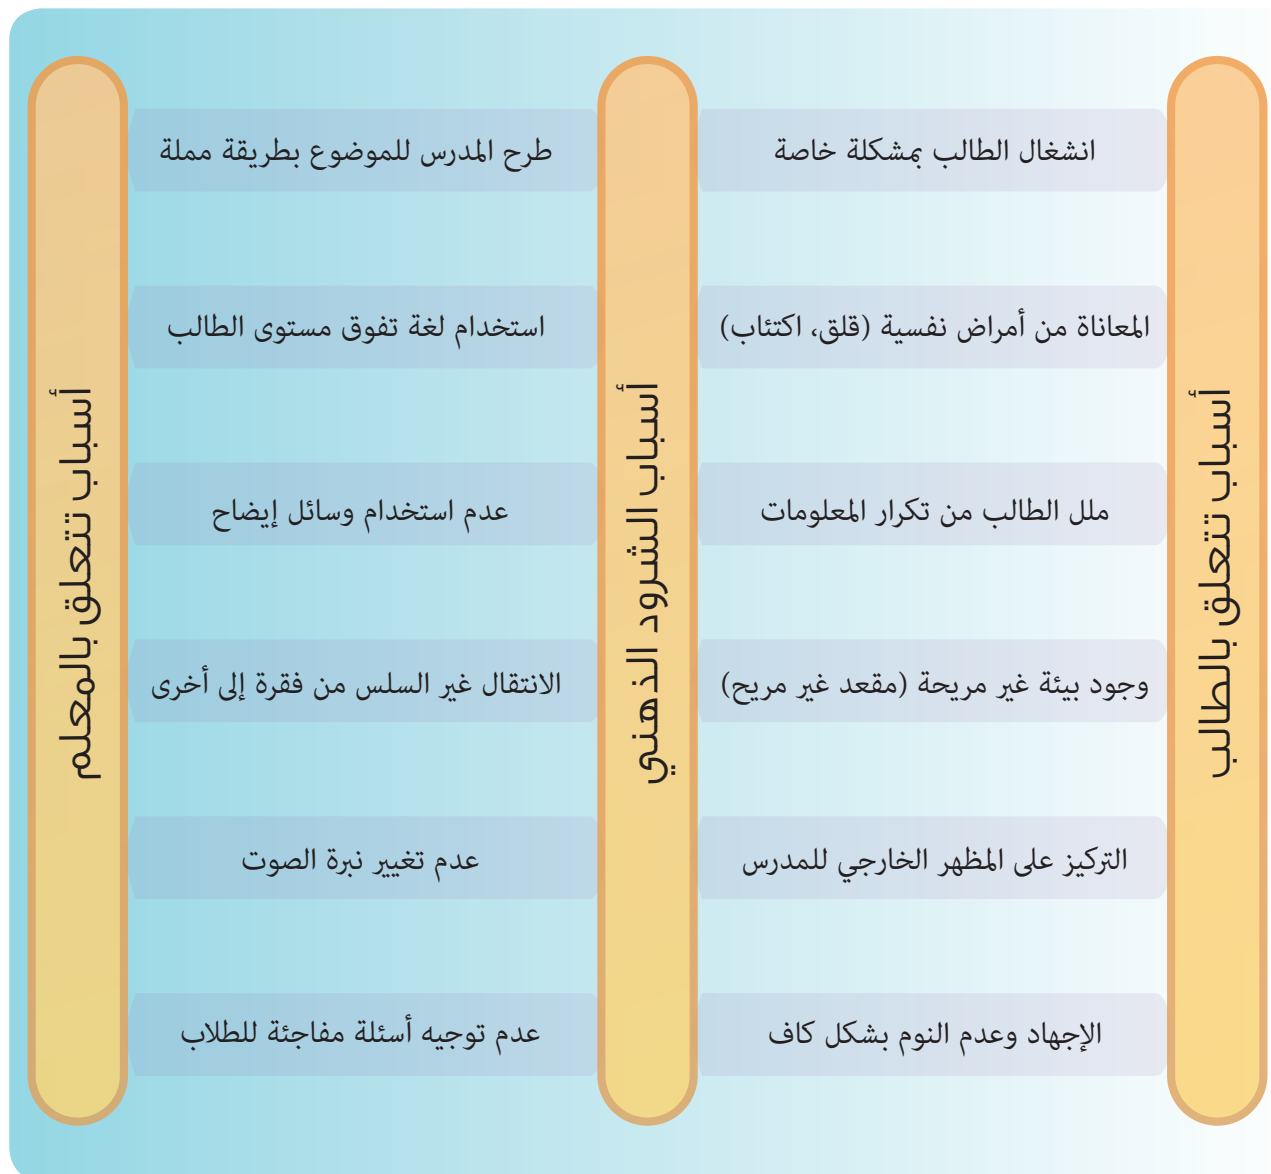 أسباب تتعلق بالطالب
انشغال الطالب بمشكلة خاصة
المعاناة من أمراض نفسية (قلق، اكتئاب)
ملل الطالب من تكرار المعلومات
وجود بيئة غير مريحة (مقعد غير مريح)
التركيز على المظهر الخارجي للمدرس
الإجهاد وعدم النوم بشكل كاف
أسباب الشرود الذهني
طرح المدرس للموضوع بطريقة مملة
استخدام لغة تفوق مستوى الطالب
عدم استخدام وسائل إيضاح
الانتقال غير السلس من فقرة إلى أخرى
عدم تغيير نبرة الصوت
عدم توجيه أسئلة مفاجئة للطلاب
أسباب تتعلق بالمعلم